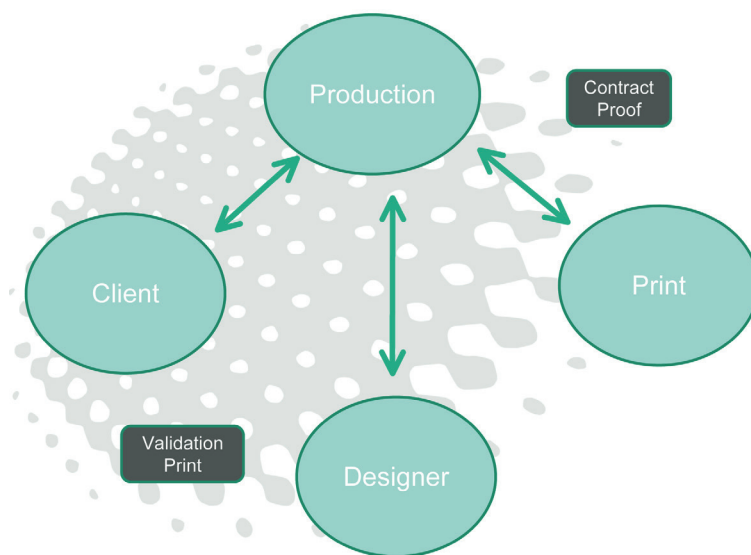 Production
Contract
Proof
Client
Print
Validation
Print
Designer